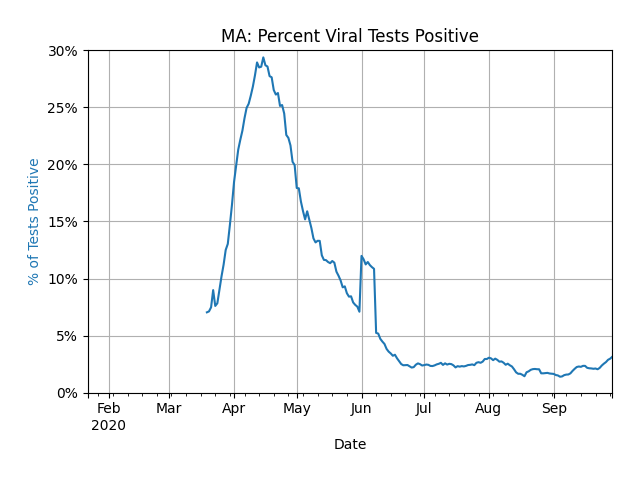 MA: Percent Viral Tests Positive
30%
25%
20%
15%
10%
5%
0%
% of Tests Positive
Feb Mar Apr May Jun Jul Aug Sep
2020
Date